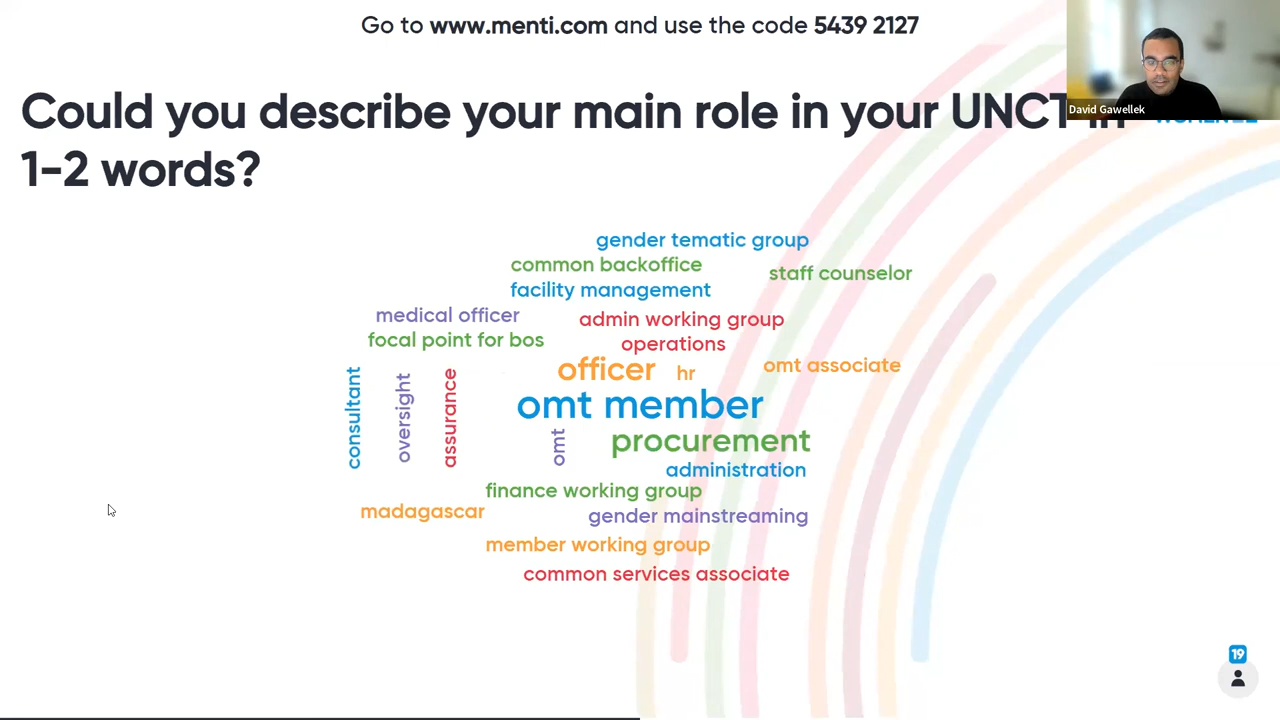 Go to www.menti.com and use the code 5439 2127
David Gawellek
Could you describe your main role in your UNCT in
1-2 words?
gender tematic group
common backoffice
staff counselor
facility management
medical officer
admin working group
focal point for bos
operations
officer
hr
omt associate
consultant
oversight
assurance
omt member
omt
procurement
administration
finance working group
madagascar
gender mainstreaming
member working group
common services associate
19